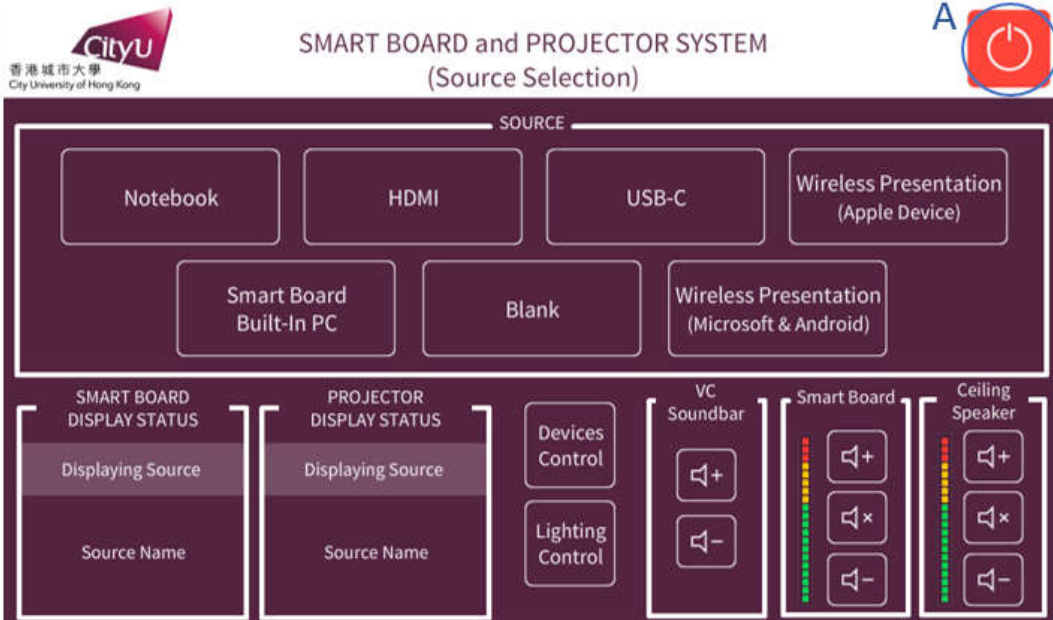 CityU
香港城市大學
City University of Hong Kong
SMART BOARD and PROJECTOR SYSTEM
(Source Selection)
A
SOURCE
Notebook
HDMI
USB-C
Wireless Presentation
(Apple Device)
Smart Board
Built-In PC
Blank
Wireless Presentation
(Microsoft & Android)
SMART BOARD
DISPLAY STATUS
Displaying Source
Source Name
PROJECTOR
DISPLAY STATUS
Displaying Source
Source Name
Devices
Control
Lighting
Control
VC
Soundbar
Smart Board
Ceiling
Speaker